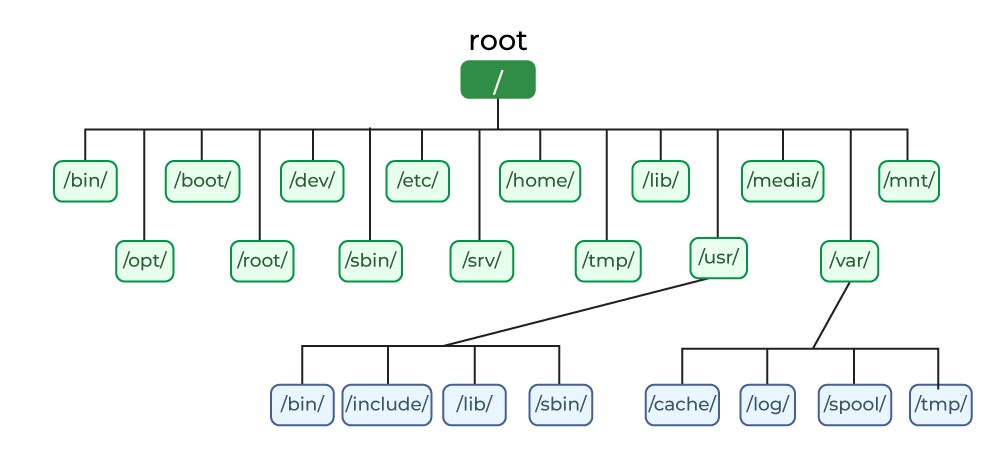 root
/
/bin/ /boot/ /dev/ /etc/ /home/ /lib/ /media/ /mnt/
/opt/ /root/ /sbin/ /srv/ /tmp/ /usr/ /var/
/bin/ /include/ /lib/ /sbin/ /cache/ /log/ /spool/ /tmp/